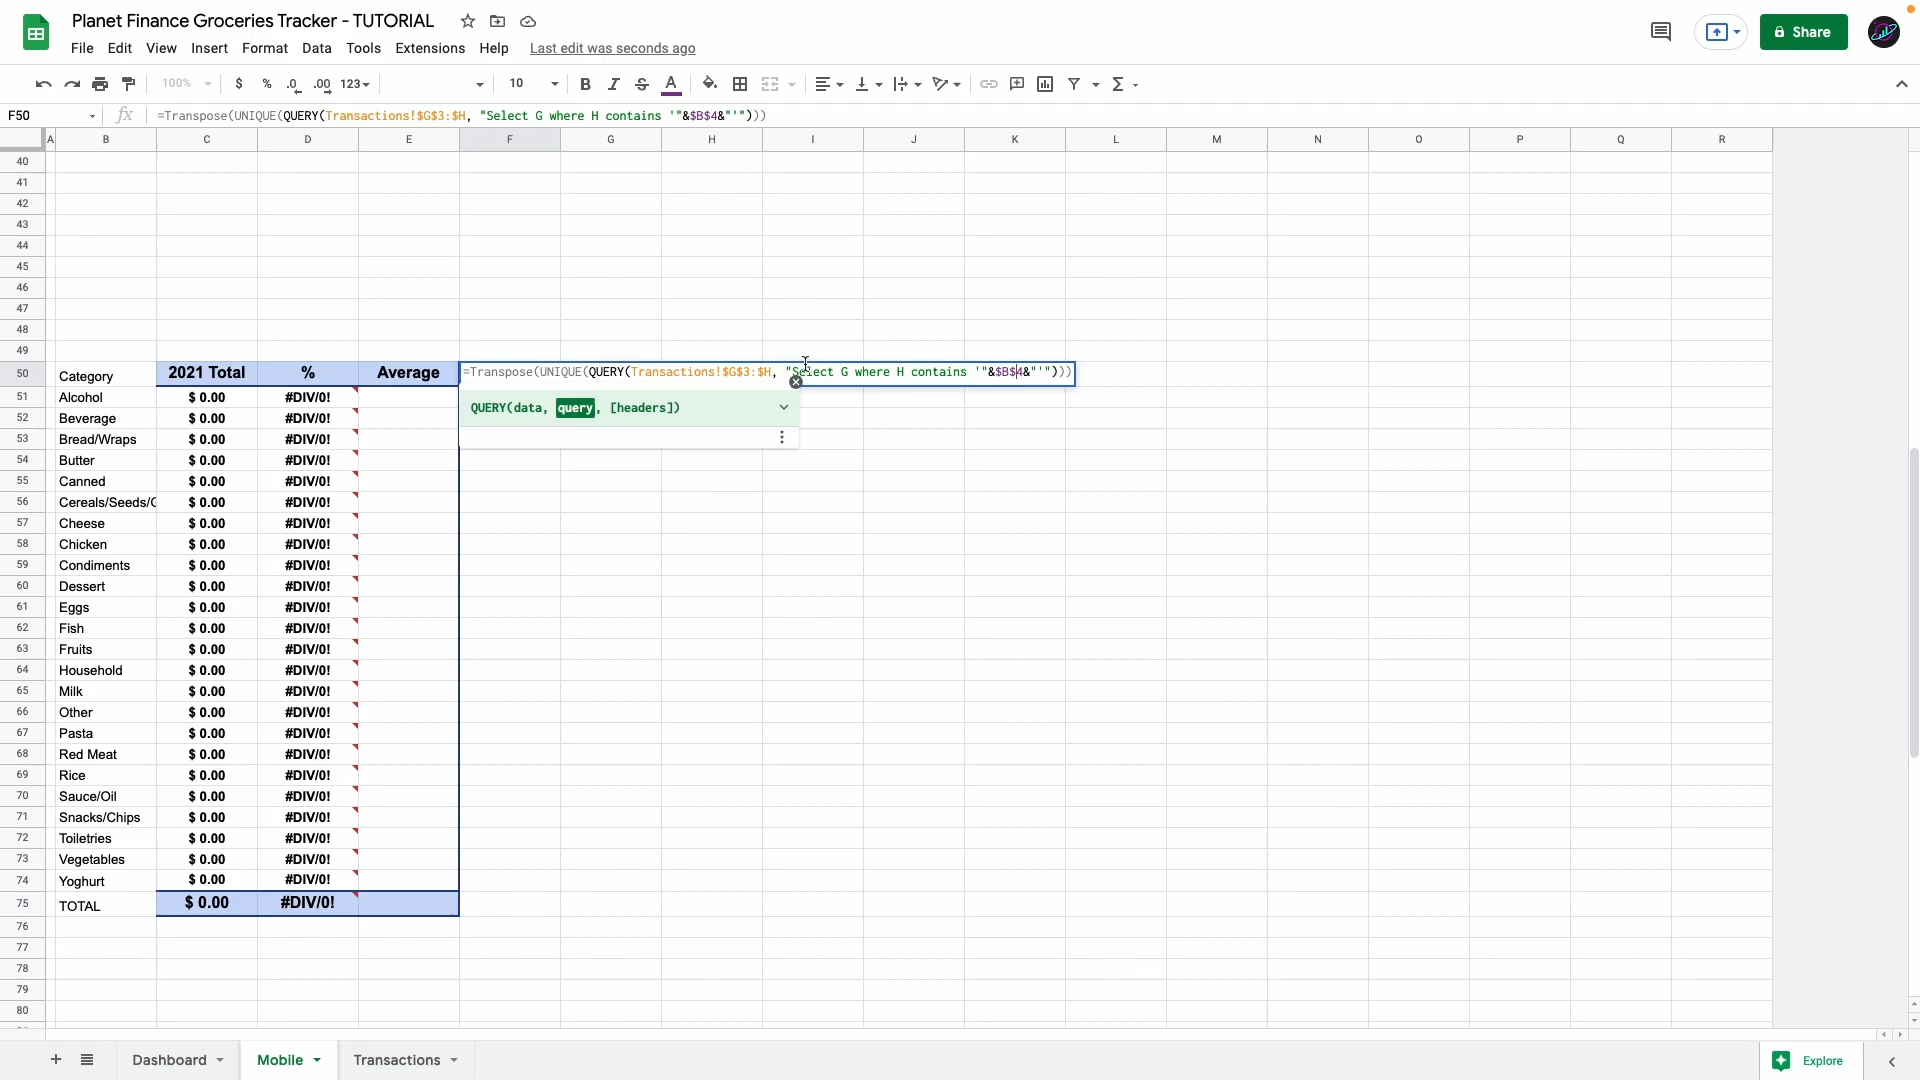 Planet Finance Groceries Tracker - TUTORIAL
File Edit View Insert Format Data Tools Extensions Help Last edit was seconds ago
Share
100% $ % .0 .00 123 10 B I S A Σ
F50 fx =Transpose(UNIQUE(QUERY(Transactions!$G$3:$H, "Select G where H contains '"&$B$4&"'")))
A B C D E F G H I J K L M N O P Q R
40
41
42
43
44
45
46
47
48
49
50 Category 2021 Total % Average =Transpose(UNIQUE(QUERY(Transactions!$G$3:$H, "Select G where H contains '"&$B$4&"'")))
QUERY(data, query, [headers])
51 Alcohol $ 0.00 #DIV/0!
52 Beverage $ 0.00 #DIV/0!
53 Bread/Wraps $ 0.00 #DIV/0!
54 Butter $ 0.00 #DIV/0!
55 Canned $ 0.00 #DIV/0!
56 Cereals/Seeds/ $ 0.00 #DIV/0!
57 Cheese $ 0.00 #DIV/0!
58 Chicken $ 0.00 #DIV/0!
59 Condiments $ 0.00 #DIV/0!
60 Dessert $ 0.00 #DIV/0!
61 Eggs $ 0.00 #DIV/0!
62 Fish $ 0.00 #DIV/0!
63 Fruits $ 0.00 #DIV/0!
64 Household $ 0.00 #DIV/0!
65 Milk $ 0.00 #DIV/0!
66 Other $ 0.00 #DIV/0!
67 Pasta $ 0.00 #DIV/0!
68 Red Meat $ 0.00 #DIV/0!
69 Rice $ 0.00 #DIV/0!
70 Sauce/Oil $ 0.00 #DIV/0!
71 Snacks/Chips $ 0.00 #DIV/0!
72 Toiletries $ 0.00 #DIV/0!
73 Vegetables $ 0.00 #DIV/0!
74 Yoghurt $ 0.00 #DIV/0!
75 TOTAL $ 0.00 #DIV/0!
76
77
78
79
80
Dashboard Mobile Transactions Explore